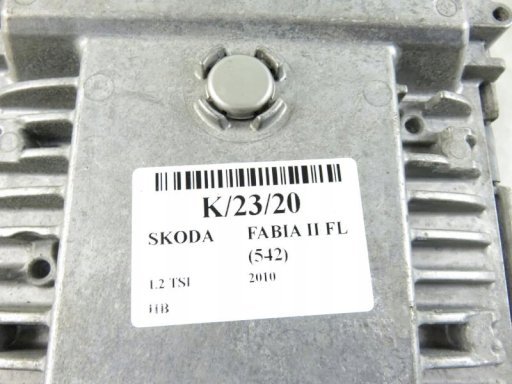 K/23/20
SKODA FABIA II FL
(542)
1.2 TSI 2010
HB